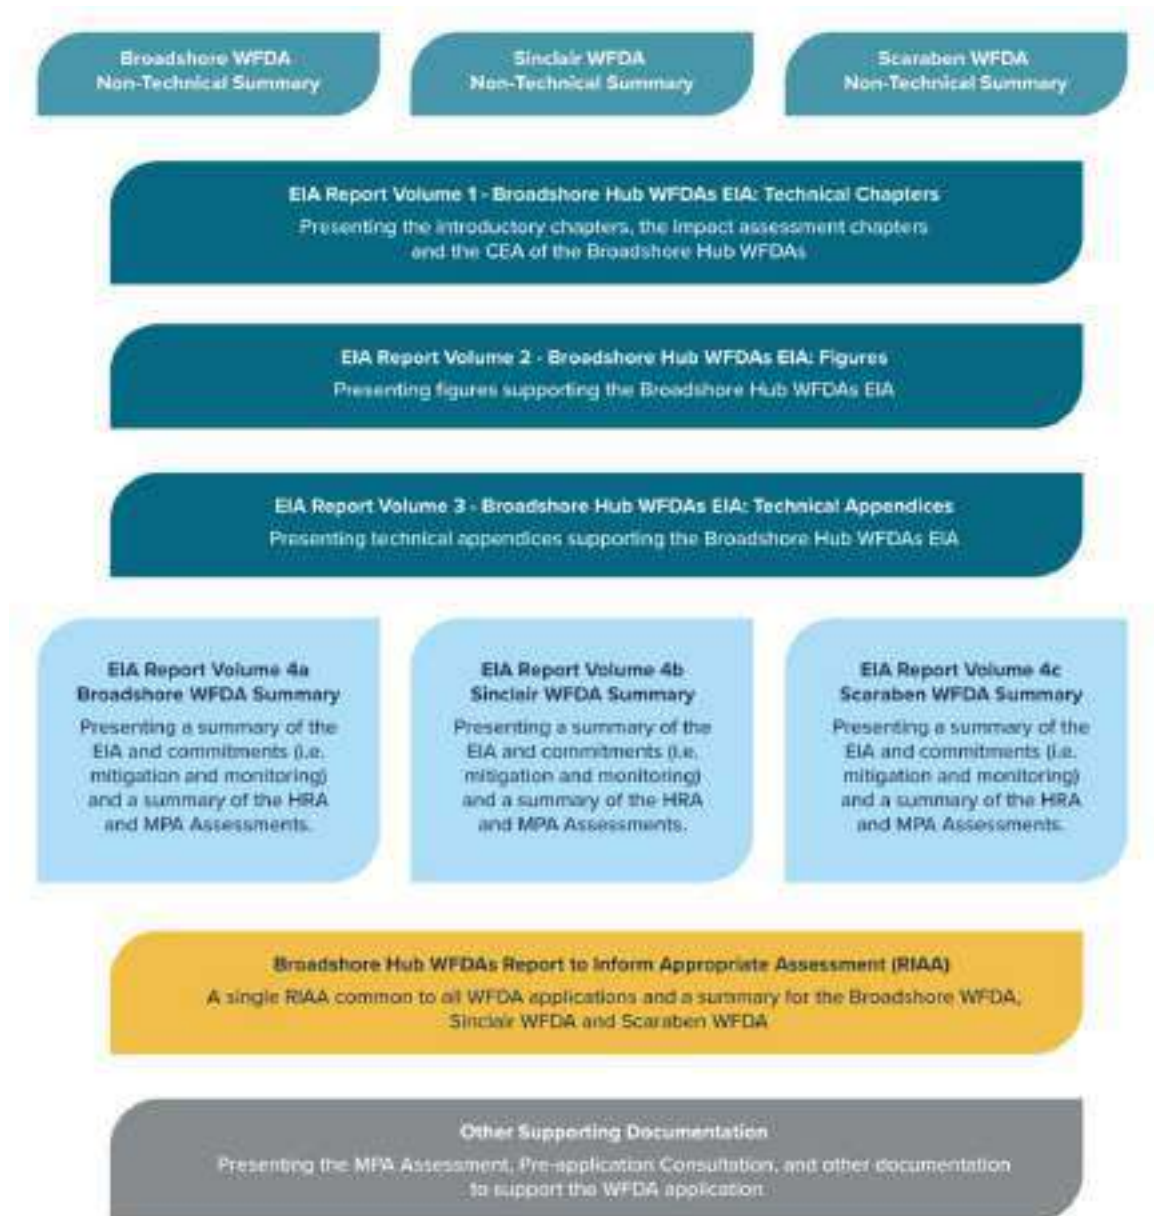 Broadshore WFDA
Non-Technical Summary
Sinclair WFDA
Non-Technical Summary
Scaraben WFDA
Non-Technical Summary
EIA Report Volume 1 - Broadshore Hub WFDAs EIA: Technical Chapters
Presenting the introductory chapters, the impact assessment chapters
and the CEA of the Broadshore Hub WFDAs
EIA Report Volume 2 - Broadshore Hub WFDAs EIA: Figures
Presenting figures supporting the Broadshore Hub WFDAs EIA
EIA Report Volume 3 - Broadshore Hub WFDAs EIA: Technical Appendices
Presenting technical appendices supporting the Broadshore Hub WFDAs EIA
EIA Report Volume 4a
Broadshore WFDA Summary
Presenting a summary of the
EIA and commitments (i.e.
mitigation and monitoring)
and a summary of the HRA
and MPA Assessments.
EIA Report Volume 4b
Sinclair WFDA Summary
Presenting a summary of the
EIA and commitments (i.e.
mitigation and monitoring)
and a summary of the HRA
and MPA Assessments.
EIA Report Volume 4c
Scaraben WFDA Summary
Presenting a summary of the
EIA and commitments (i.e.
mitigation and monitoring)
and a summary of the HRA
and MPA Assessments.
Broadshore Hub WFDAs Report to Inform Appropriate Assessment (RIAA)
A single RIAA common to all WFDA applications and a summary for the Broadshore WFDA,
Sinclair WFDA and Scaraben WFDA
Other Supporting Documentation
Presenting the MPA Assessment, Pre-application Consultation, and other documentation
to support the WFDA application